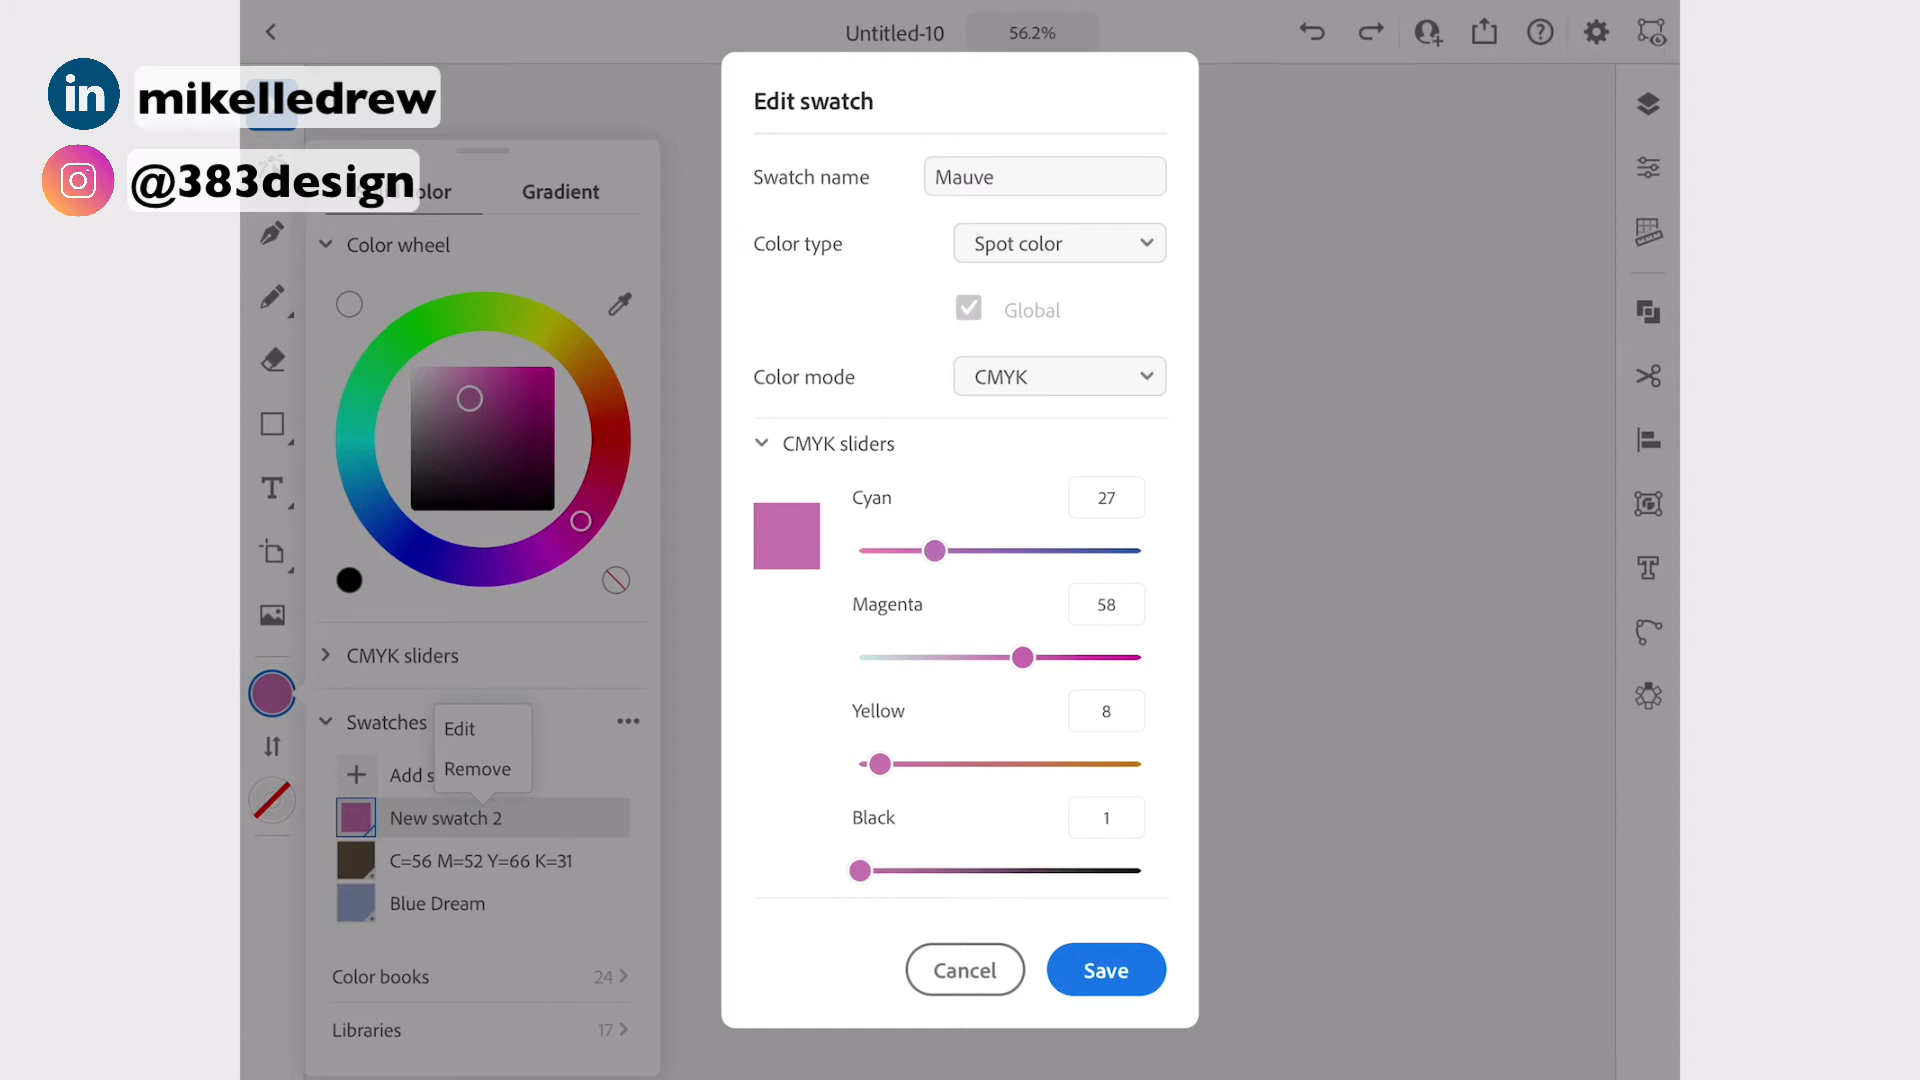 Untitled-10
56.2%
in mikelledrew
@383design
Gradient
Color wheel
CMYK sliders
Swatches
Edit
Remove
Add s
New swatch 2
C=56 M=52 Y=66 K=31
Blue Dream
Color books 24
Libraries 17
Edit swatch
Swatch name Mauve
Color type Spot color
Global
Color mode CMYK
CMYK sliders
Cyan 27
Magenta 58
Yellow 8
Black 1
Cancel Save